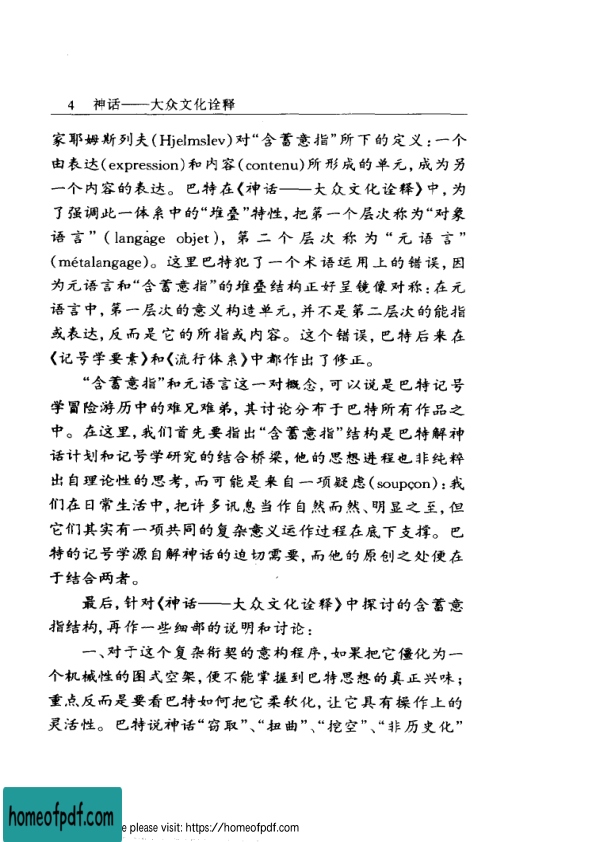 4 神话——大众文化诠释
家耶姆斯列夫(Hjelmslev)对“含蓄意指”所下的定义:一个
由表达(expression)和内容(contenu)所形成的单元,成为另
一个内容的表达。巴特在《神话——大众文化诠释》中,为
了强调此一体系中的“堆叠”特性,把第一个层次称为“对象
语言”(langage objet),第二个层次称为“元语言”
(métalangage)。这里巴特犯了一个术语运用上的错误,因
为元语言和“含蓄意指”的堆叠结构正好呈镜像对称:在元
语言中,第一层次的意义构造单元,并不是第二层次的能指
或表达,反而是它的所指或内容。这个错误,巴特后来在
《记号学要素》和《流行体系》中都作出了修正。
“含蓄意指”和元语言这一对概念,可以说是巴特记号
学冒险游历中的难兄难弟,其讨论分布于巴特所有作品之
中。在这里,我们首先要指出“含蓄意指”结构是巴特解神
话计划和记号学研究的结合桥梁,他的思想进程也非纯粹
出自理论性的思考,而可能是来自一项疑虑(soupçon):我
们在日常生活中,把许多讯息当作自然而然、明显之至,但
它们其实有一项共同的复杂意义运作过程在底下支撑。巴
特的记号学源自解神话的迫切需要,而他的原创之处便在
于结合两者。
最后,针对《神话——大众文化诠释》中探讨的含蓄意
指结构,再作一些细部的说明和讨论:
一、对于这个复杂衔契的意构程序,如果把它僵化为一
个机械性的图式空架,便不能掌握到巴特思想的真正兴味;
重点反而是要看巴特如何把它柔软化,让它具有操作上的
灵活性。巴特说神话“窃取”、“扭曲”、“挖空”、“非历史化”
homeofpdf.com
e please visit: https://homeofpdf.com